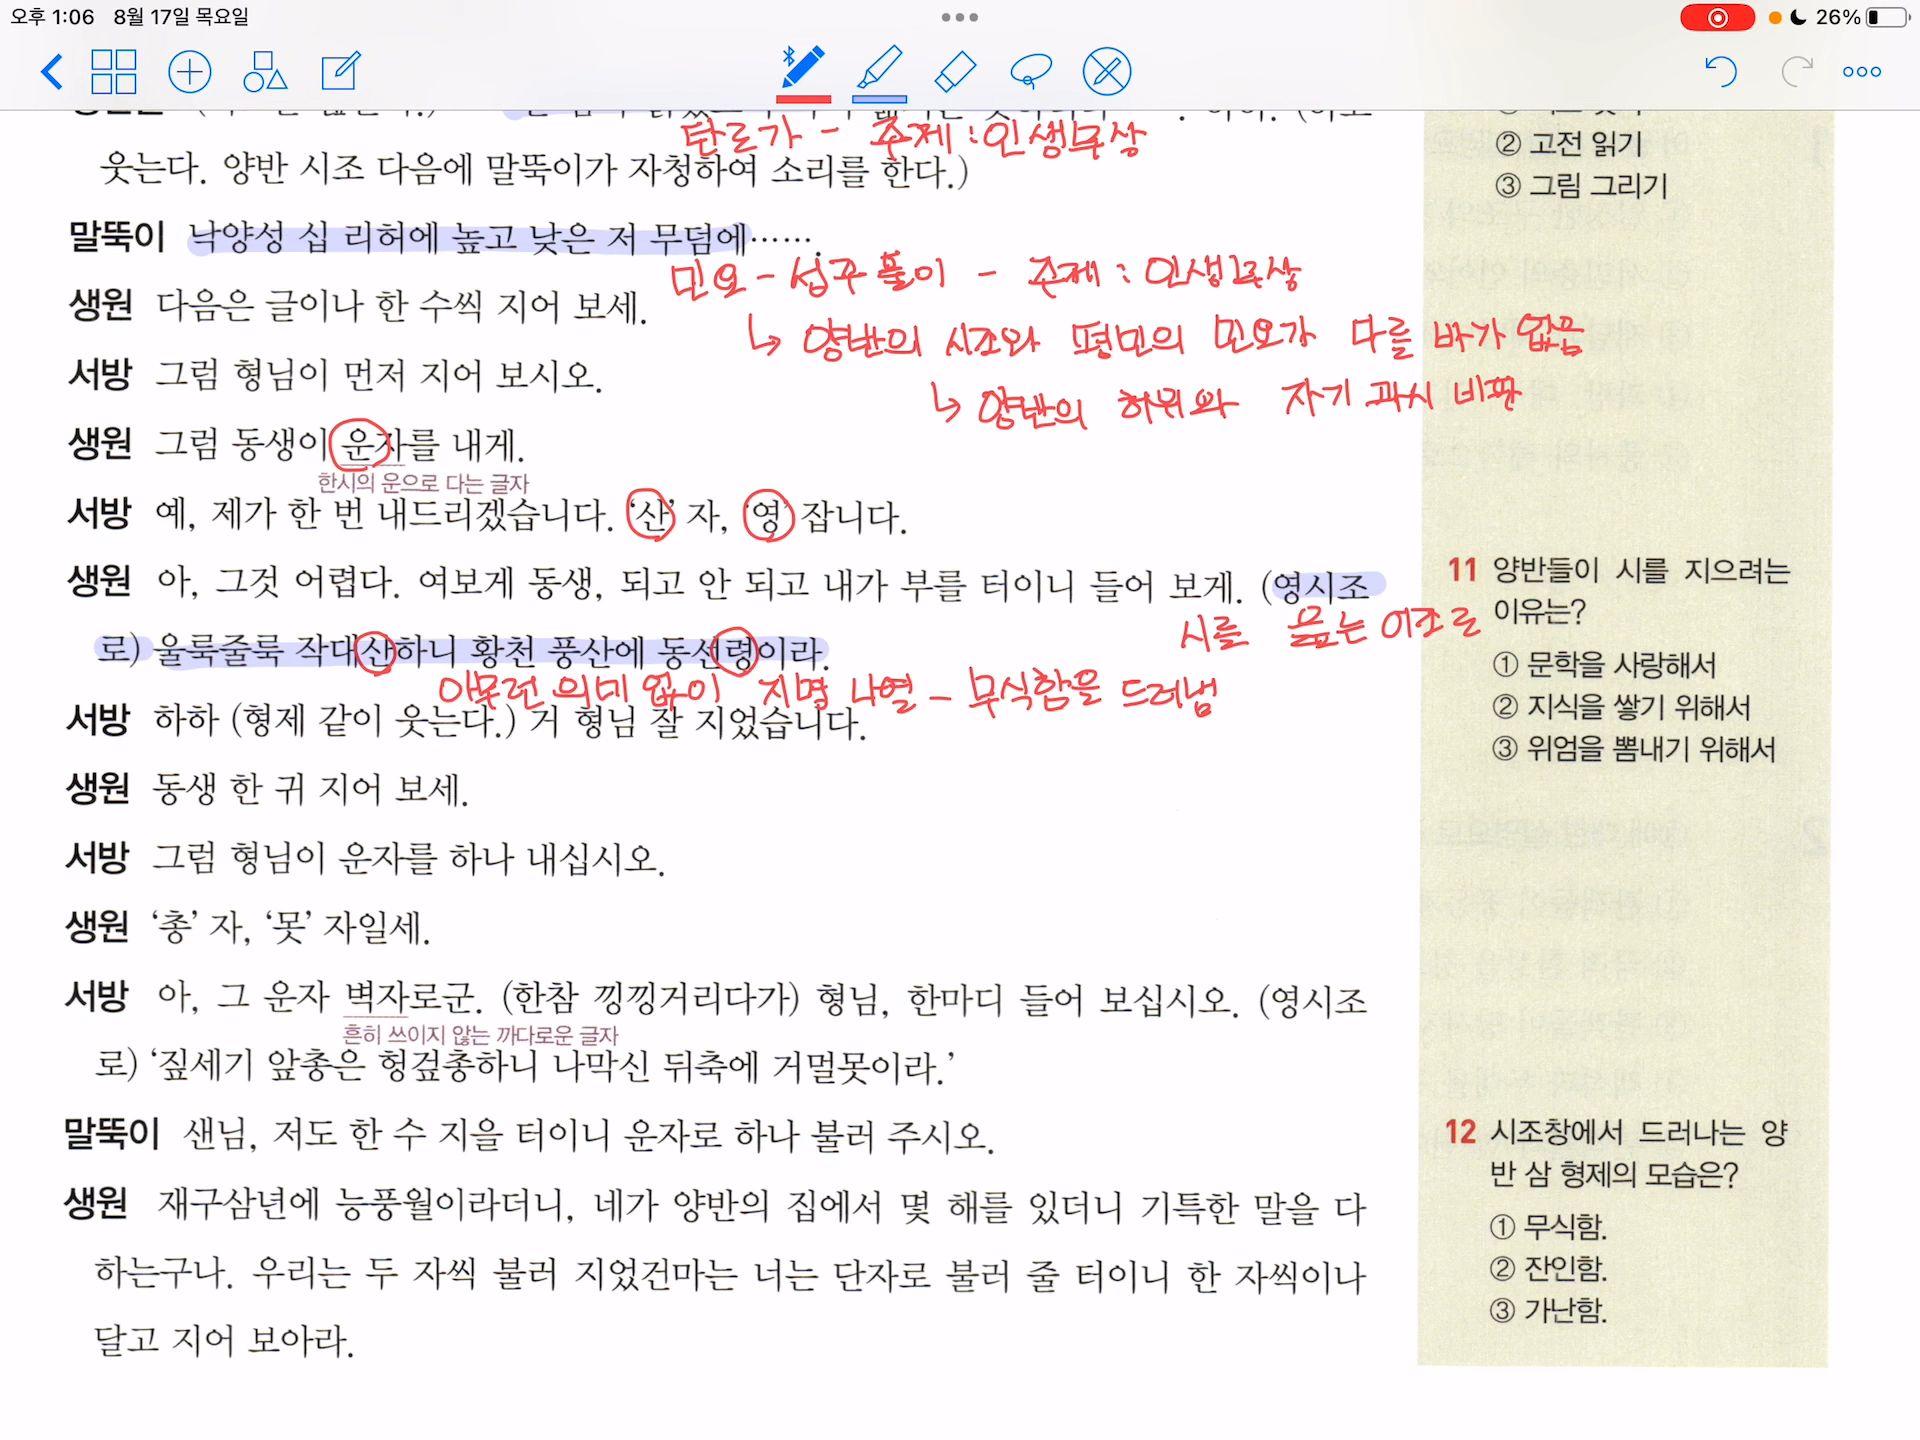 오후 1:06 8월 17일 목요일
26%
탄로가 - 주제 : 인생무상
웃는다. 양반 시조 다음에 말뚝이가 자청하여 소리를 한다.)
말뚝이 낙양성 십 리허에 높고 낮은 저 무덤에…….
민요 - 성주풀이 - 주제 : 인생무상
생원 다음은 글이나 한 수씩 지어 보세.
↳ 양반의 시조와 평민의 민요가 다를 바가 없음
서방 그럼 형님이 먼저 지어 보시오.
↳ 양반의 허위와 자기 과시 비판
생원 그럼 동생이 운자를 내게.
한시의 운으로 다는 글자
서방 예, 제가 한 번 내드리겠습니다. ‘산’ 자, ‘영’ 잡니다.
생원 아, 그것 어렵다. 여보게 동생, 되고 안 되고 내가 부를 터이니 들어 보게. (영시조
시를 읊는 어조로
로) 울룩줄룩 작대산하니 황천 풍산에 동선령이라.
아무런 의미 없이 지명 나열 - 무식함을 드러냄
서방 하하 (형제 같이 웃는다.) 거 형님 잘 지었습니다.
생원 동생 한 귀 지어 보세.
서방 그럼 형님이 운자를 하나 내십시오.
생원 ‘총’ 자, ‘못’ 자일세.
서방 아, 그 운자 벽자로군. (한참 낑낑거리다가) 형님, 한마디 들어 보십시오. (영시조
흔히 쓰이지 않는 까다로운 글자
로) ‘짚세기 앞총은 헝겊총하니 나막신 뒤축에 거멀못이라.’
말뚝이 샌님, 저도 한 수 지을 터이니 운자로 하나 불러 주시오.
생원 재구삼년에 능풍월이라더니, 네가 양반의 집에서 몇 해를 있더니 기특한 말을 다
하는구나. 우리는 두 자씩 불러 지었건마는 너는 단자로 불러 줄 터이니 한 자씩이나
달고 지어 보아라.
② 고전 읽기
③ 그림 그리기
11 양반들이 시를 지으려는
이유는?
① 문학을 사랑해서
② 지식을 쌓기 위해서
③ 위엄을 뽐내기 위해서
12 시조창에서 드러나는 양
반 삼 형제의 모습은?
① 무식함.
② 잔인함.
③ 가난함.